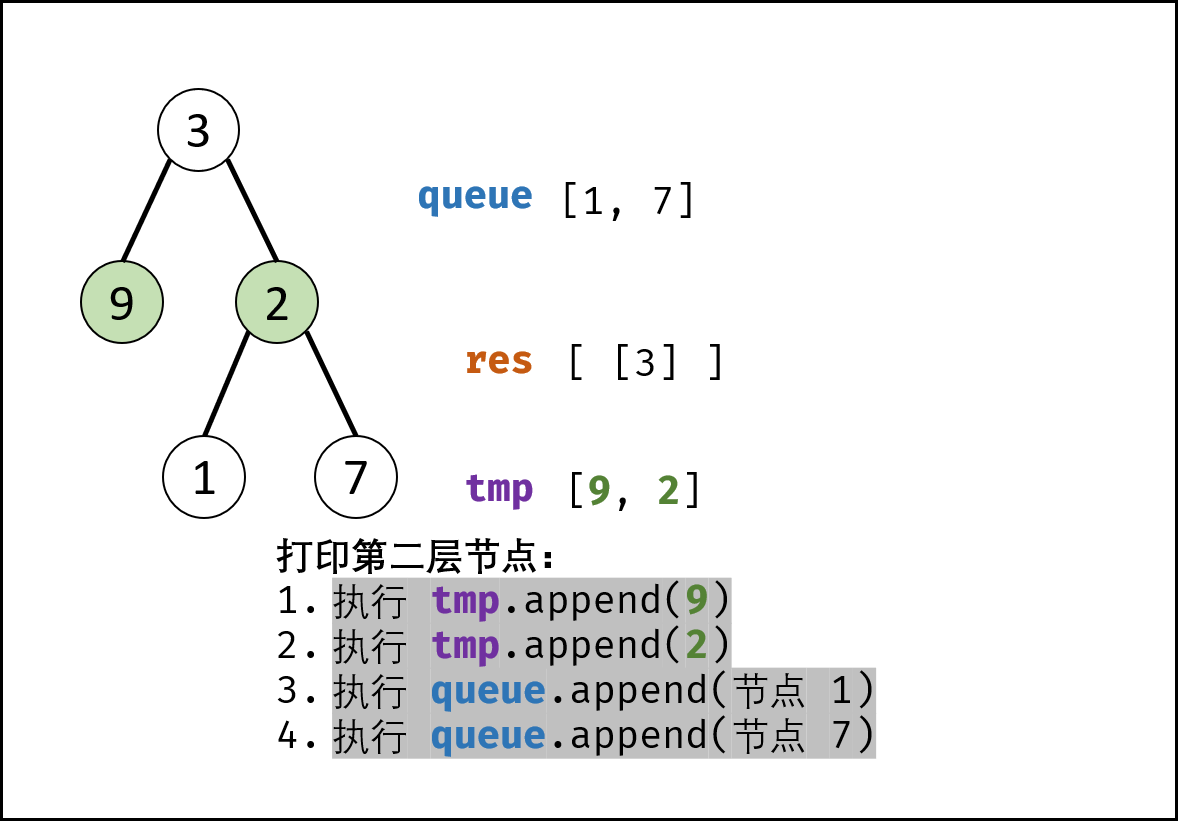 3
9 2
1 7
queue [1, 7]
res [ [3] ]
tmp [9, 2]
打印第二层节点:
1. 执行 tmp.append(9)
2. 执行 tmp.append(2)
3. 执行 queue.append(节点 1)
4. 执行 queue.append(节点 7)